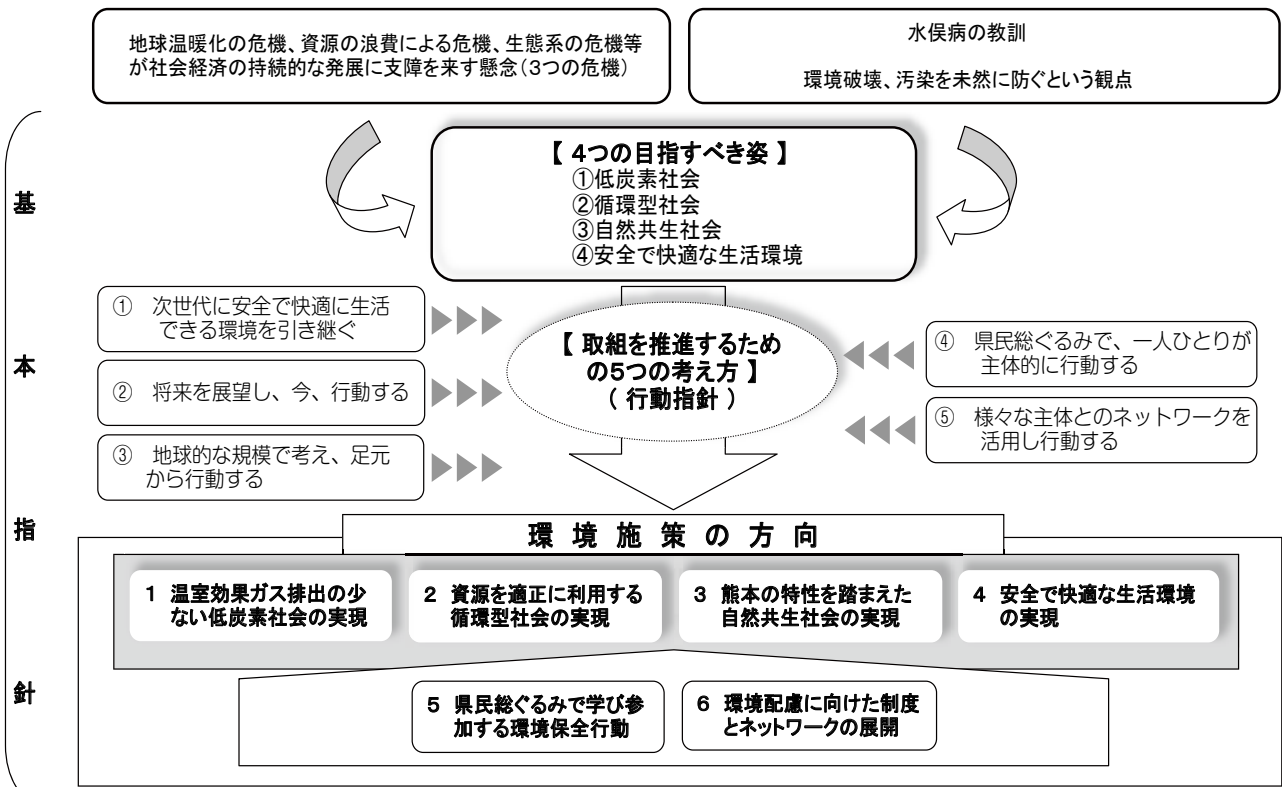 地球温暖化の危機、資源の浪費による危機、生態系の危機等
が社会経済の持続的な発展に支障を来す懸念(3つの危機)
水俣病の教訓
環境破壊、汚染を未然に防ぐという観点
基本指針
【 4つの目指すべき姿 】
①低炭素社会
②循環型社会
③自然共生社会
④安全で快適な生活環境
① 次世代に安全で快適に生活
できる環境を引き継ぐ
② 将来を展望し、今、行動する
③ 地球的な規模で考え、足元
から行動する
【 取組を推進するため
の5つの考え方 】
( 行動指針 )
④ 県民総ぐるみで、一人ひとりが
主体的に行動する
⑤ 様々な主体とのネットワークを
活用し行動する
環境施策の方向
1 温室効果ガス排出の少
ない低炭素社会の実現
2 資源を適正に利用する
循環型社会の実現
3 熊本の特性を踏まえた
自然共生社会の実現
4 安全で快適な生活環境
の実現
5 県民総ぐるみで学び参
加する環境保全行動
6 環境配慮に向けた制度
とネットワークの展開